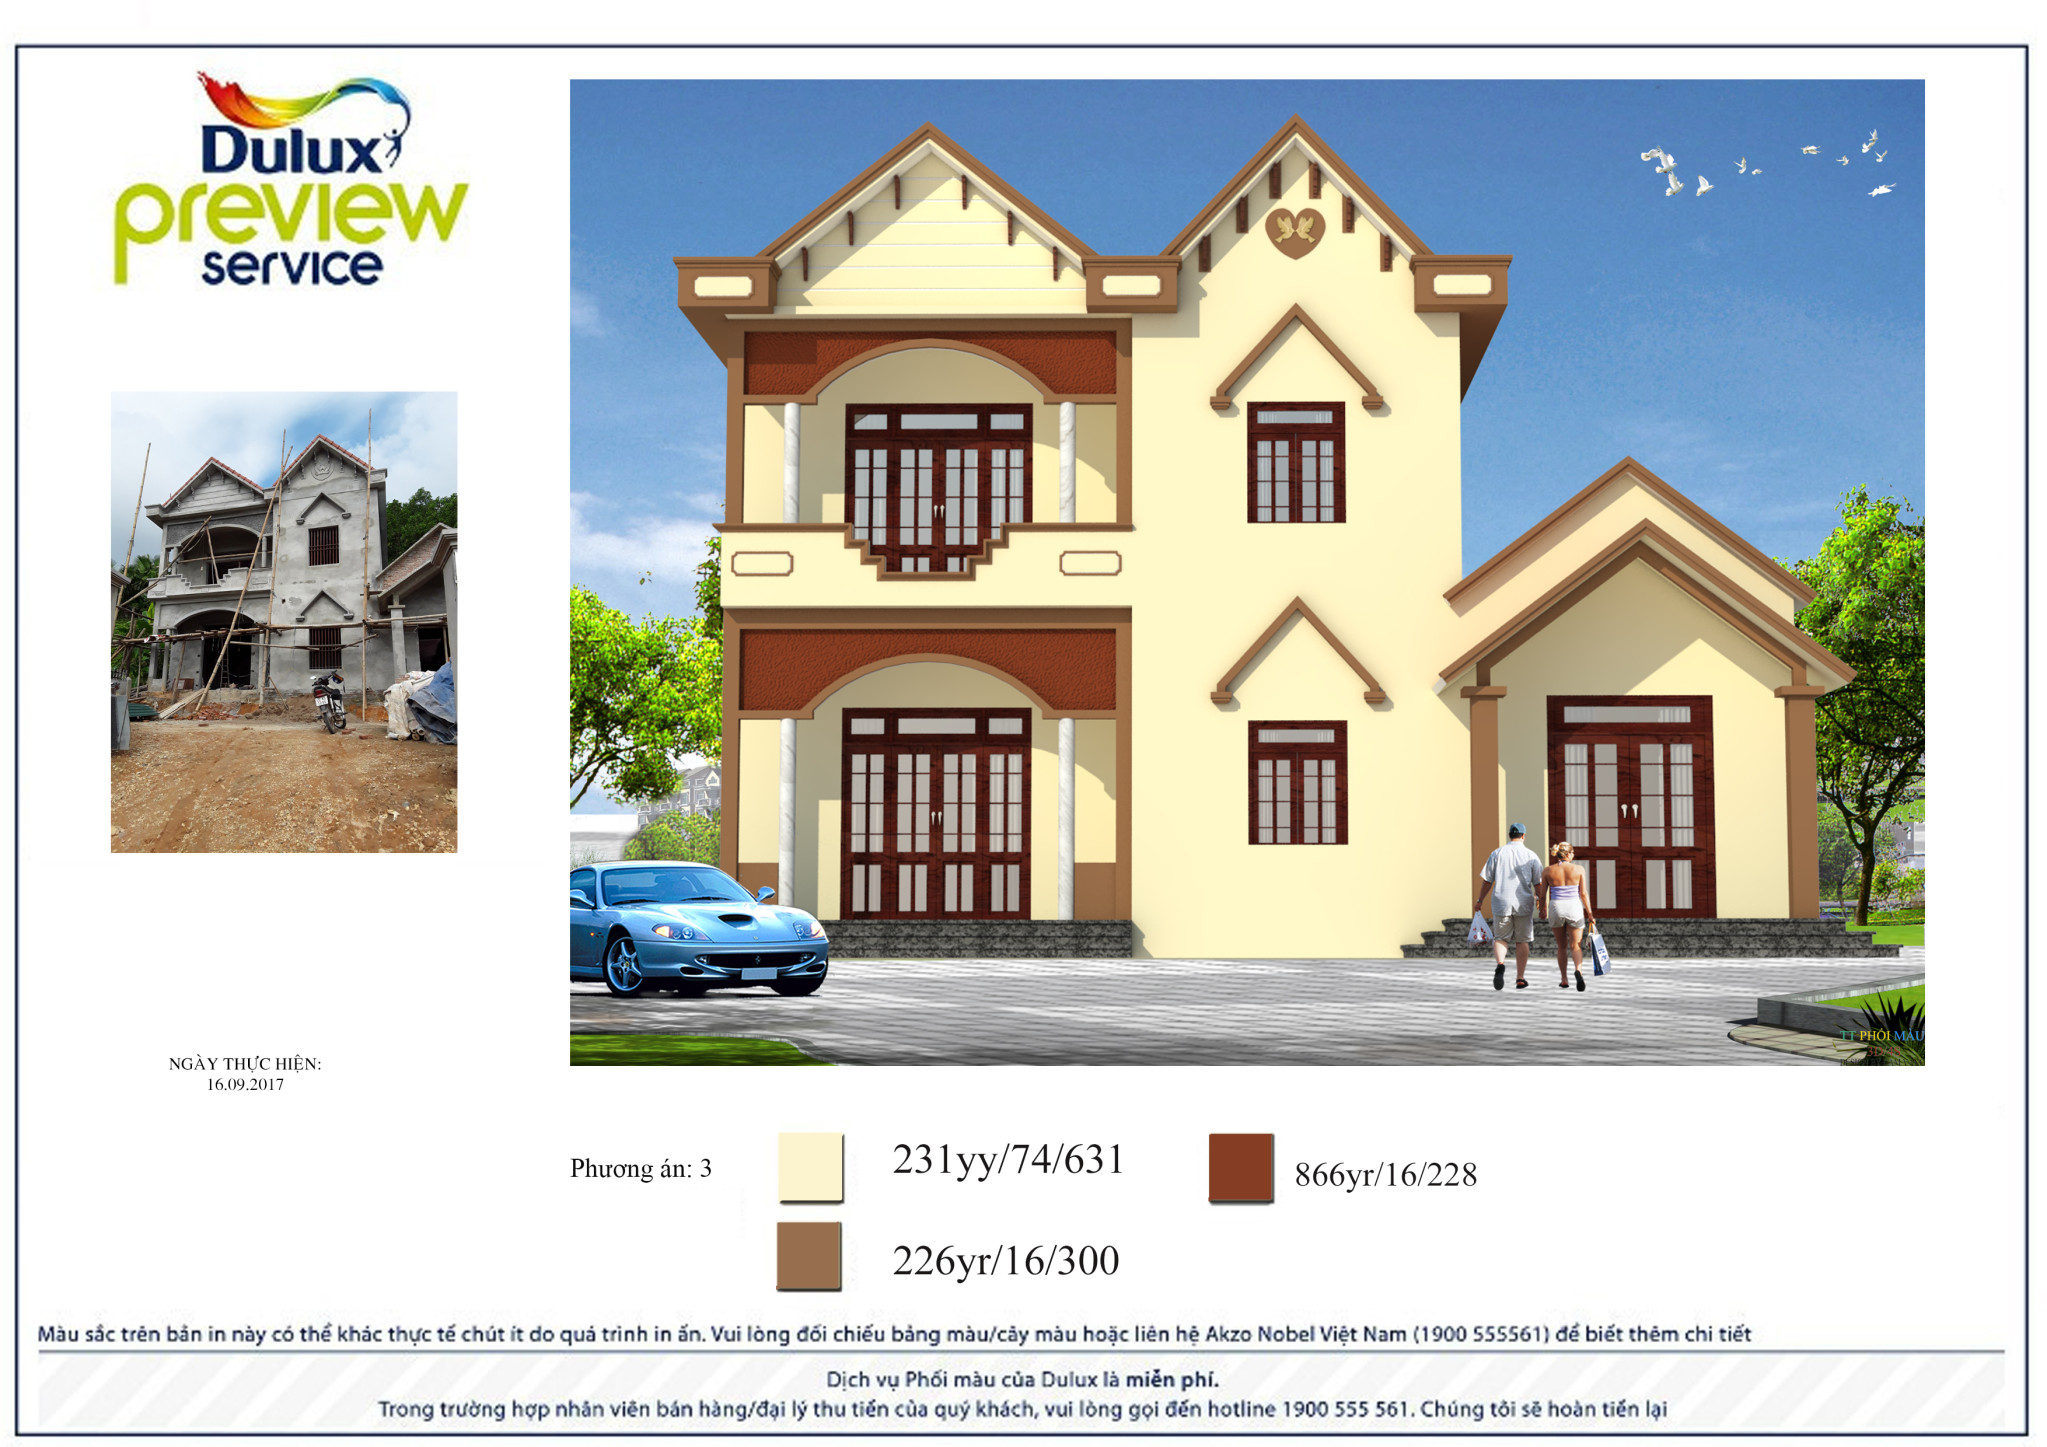 Dulux
preview
service
NGÀY THỰC HIỆN:
16.09.2017
TT PHỐI MÀU
Phương án: 3
231yy/74/631
866yr/16/228
226yr/16/300
Màu sắc trên bản in này có thể khác thực tế chút ít do quá trình in ấn. Vui lòng đối chiếu bảng màu/cây màu hoặc liên hệ Akzo Nobel Việt Nam (1900 555561) để biết thêm chi tiết
Dịch vụ Phối màu của Dulux là miễn phí.
Trong trường hợp nhân viên bán hàng/đại lý thu tiền của quý khách, vui lòng gọi đến hotline 1900 555 561. Chúng tôi sẽ hoàn tiền lại